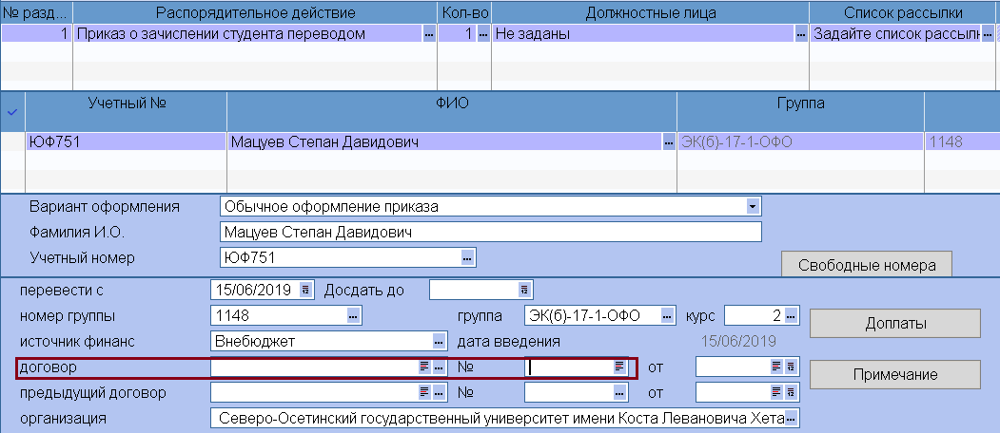 № разд... Распорядительное действие Кол-во Должностные лица Список рассылки
1 Приказ о зачислении студента переводом ... 1 ... Не заданы ... Задайте список рассылк ...
Учетный № ФИО Группа
ЮФ751 Мацуев Степан Давидович ... ЭК(б)-17-1-ОФО 1148
Вариант оформления Обычное оформление приказа
Фамилия И.О. Мацуев Степан Давидович
Учетный номер ЮФ751 ... Свободные номера
перевести с 15/06/2019 12 Досдать до 12
номер группы 1148 ... группа ЭК(б)-17-1-ОФО ... курс 2 ... Доплаты
источник финанс Внебюджет ... дата введения 15/06/2019
договор ... № от 12 Примечание
предыдущий договор ... № ... от 12
организация Северо-Осетинский государственный университет имени Коста Левановича Хета ...